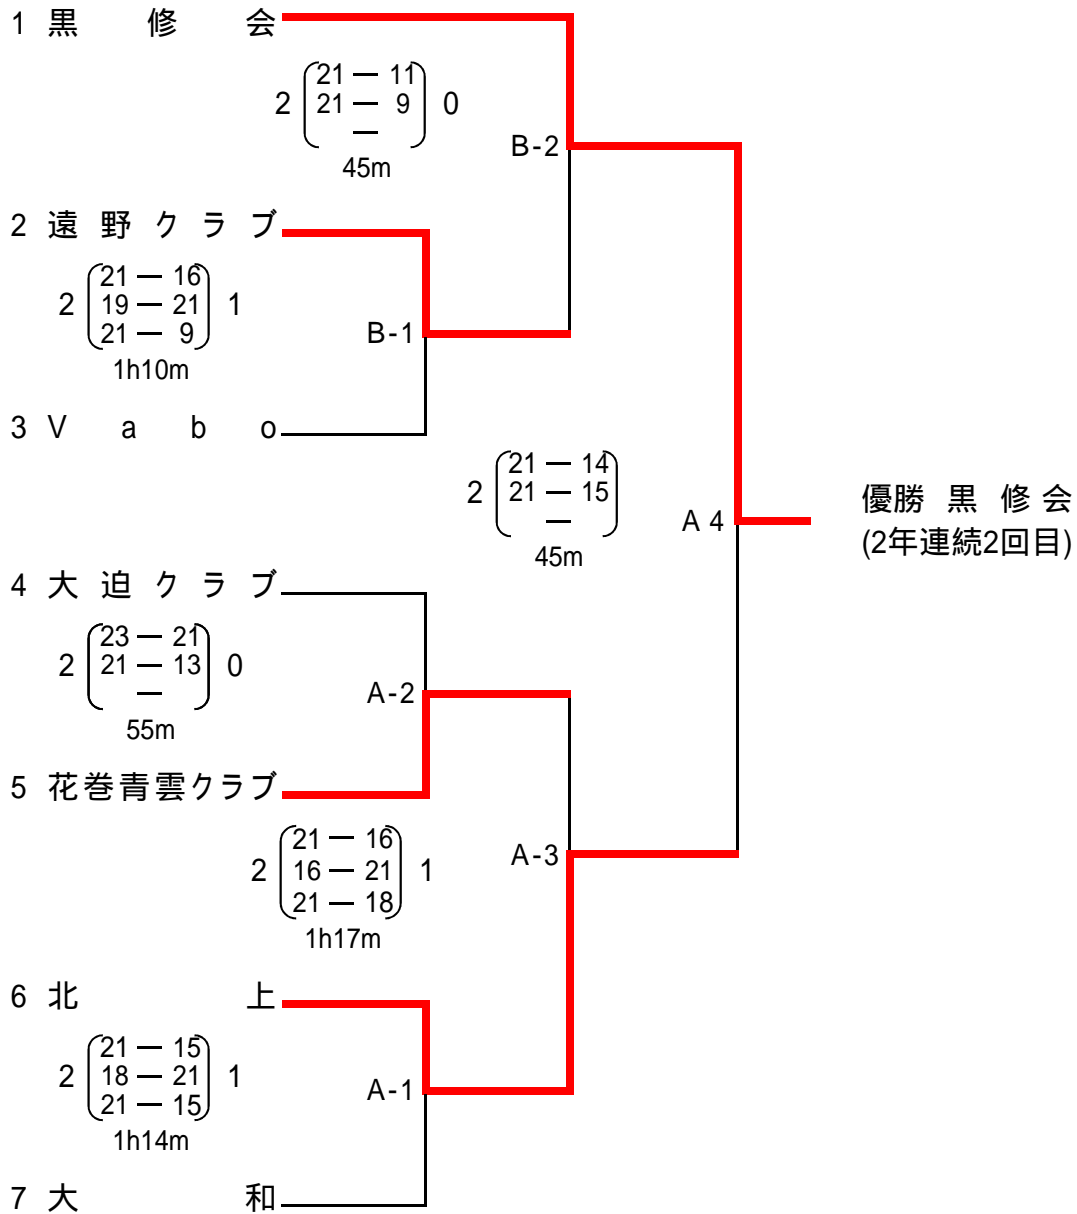 1 黒修会
21 — 11
2 21 — 9 0
—
45m
B-2
2 遠野クラブ
21 — 16
2 19 — 21 1
21 — 9
1h10m
B-1
3 Vabo
21 — 14
2 21 — 15
—
45m
A 4
優勝 黒修会
(2年連続2回目)
4 大迫クラブ
23 — 21
2 21 — 13 0
—
55m
A-2
5 花巻青雲クラブ
21 — 16
2 16 — 21 1
21 — 18
1h17m
A-3
6 北上
21 — 15
2 18 — 21 1
21 — 15
1h14m
A-1
7 大和